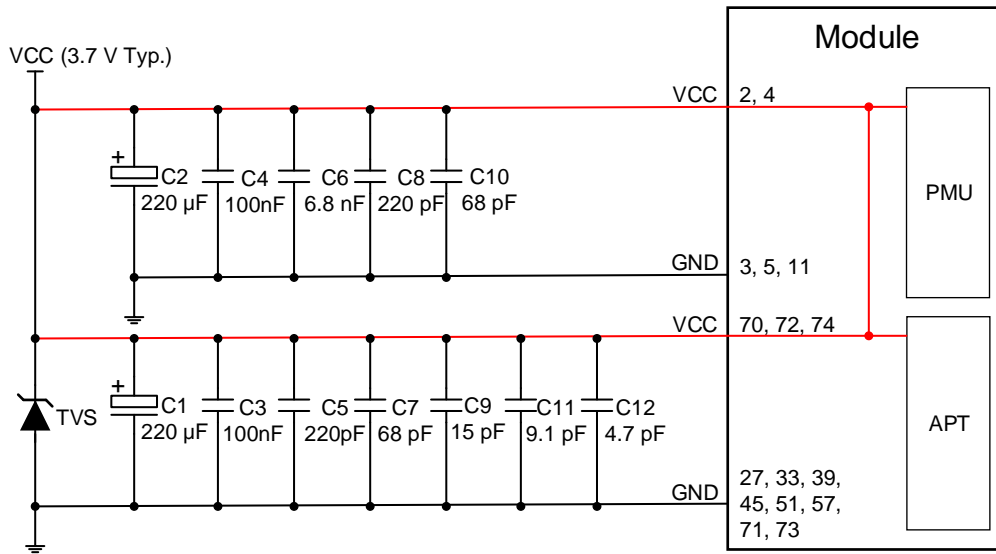 Module
VCC (3.7 V Typ.)
VCC
2, 4
+
C2
C4
C6
C8
C10
220 µF
100nF
6.8 nF
220 pF
68 pF
PMU
GND
3, 5, 11
VCC
70, 72, 74
+
TVS
C1
C3
C5
C7
C9
C11
C12
220 µF
100nF
220pF
68 pF
15 pF
9.1 pF
4.7 pF
APT
GND
27, 33, 39,
45, 51, 57,
71, 73